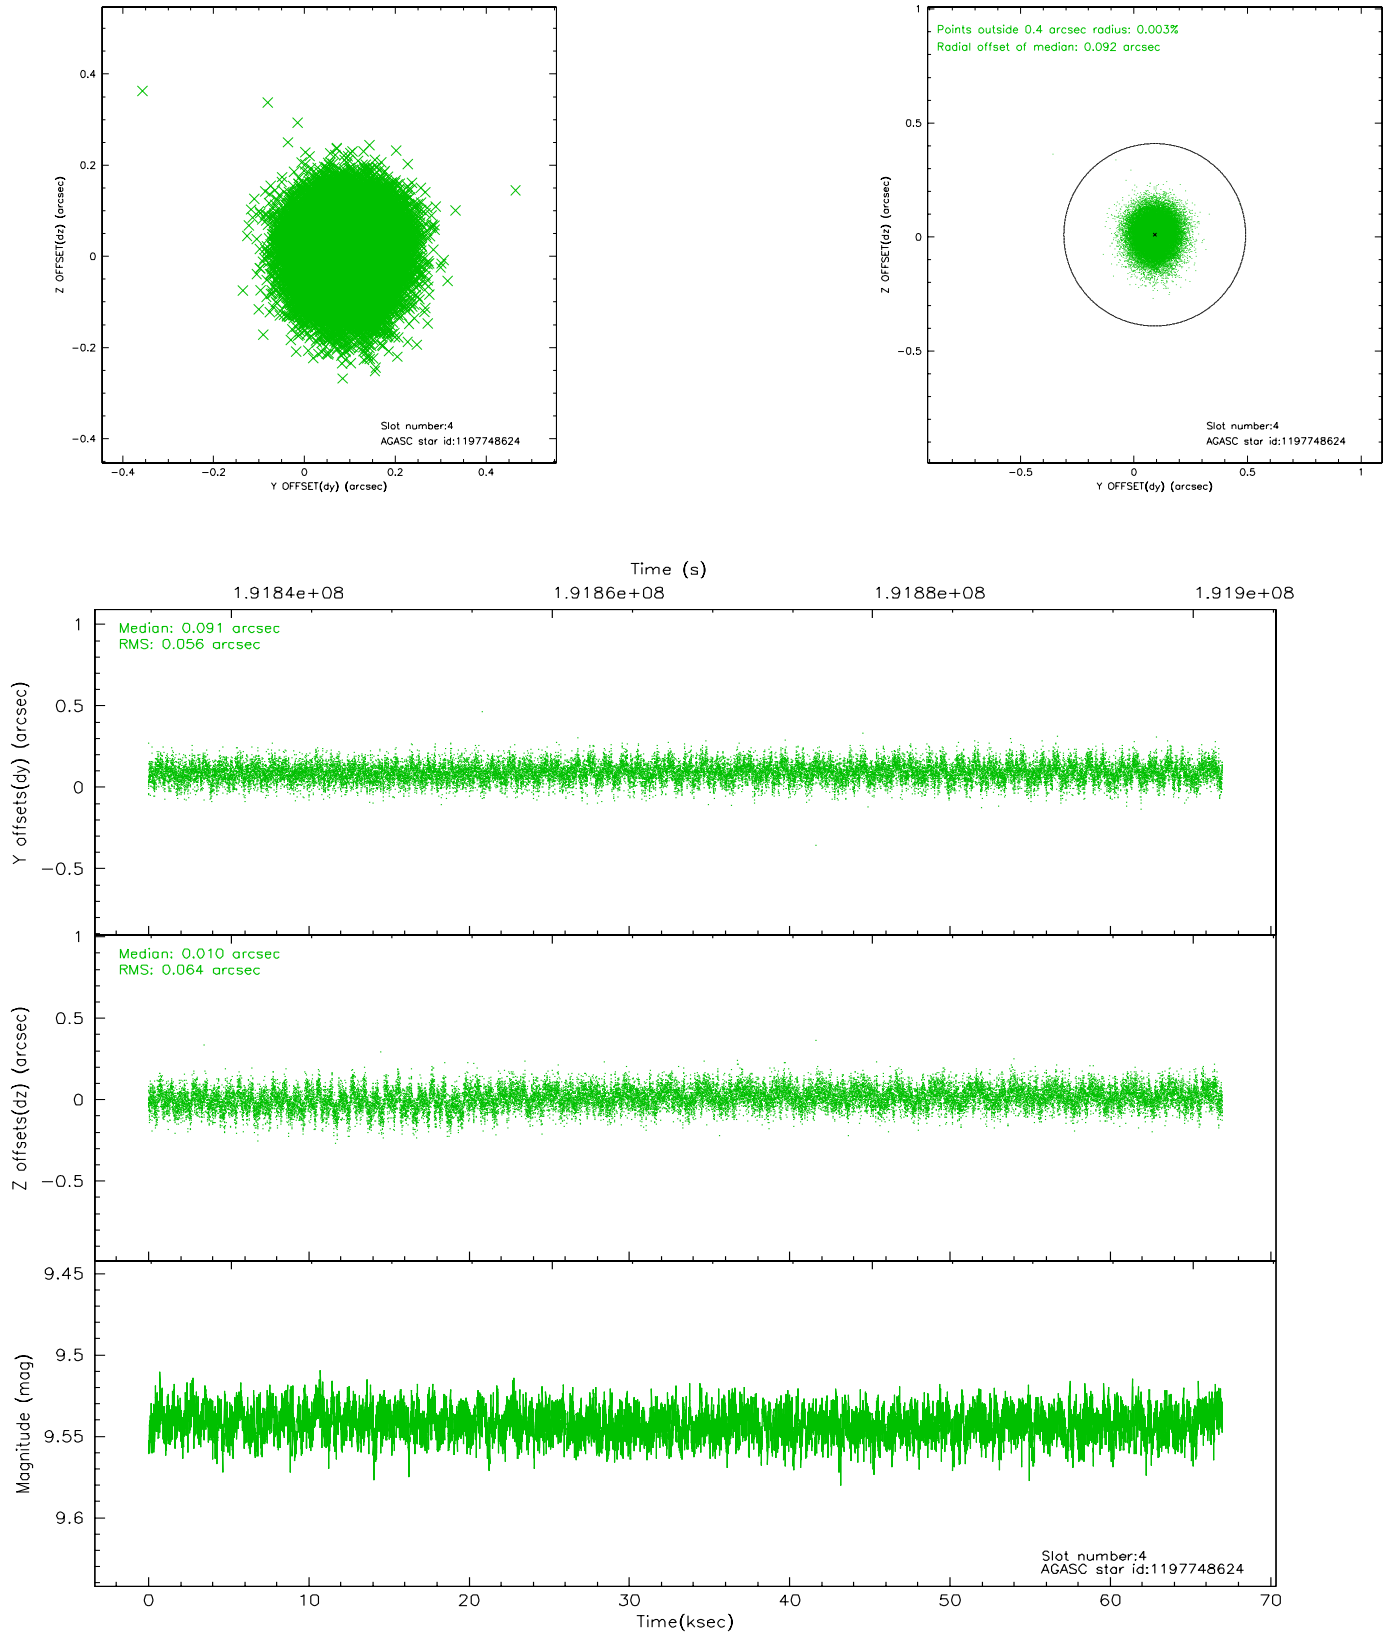 0.4
0.2
0
-0.2
-0.4
Z OFFSET(dz) (arcsec)
Slot number:4
AGASC star id:1197748624
-0.4 -0.2 0 0.2 0.4
Y OFFSET(dy) (arcsec)
Points outside 0.4 arcsec radius: 0.003%
Radial offset of median: 0.092 arcsec
1
0.5
0
-0.5
Z OFFSET(dz) (arcsec)
Slot number:4
AGASC star id:1197748624
-0.5 0 0.5 1
Y OFFSET(dy) (arcsec)
Time (s)
1.9184e+08 1.9186e+08 1.9188e+08 1.919e+08
Median: 0.091 arcsec
RMS: 0.056 arcsec
1
0.5
0
-0.5
Y offsets(dy) (arcsec)
Median: 0.010 arcsec
RMS: 0.064 arcsec
1
0.5
0
-0.5
Z offsets(dz) (arcsec)
9.45
9.5
9.55
9.6
Magnitude (mag)
Slot number:4
AGASC star id:1197748624
0 10 20 30 40 50 60 70
Time(ksec)